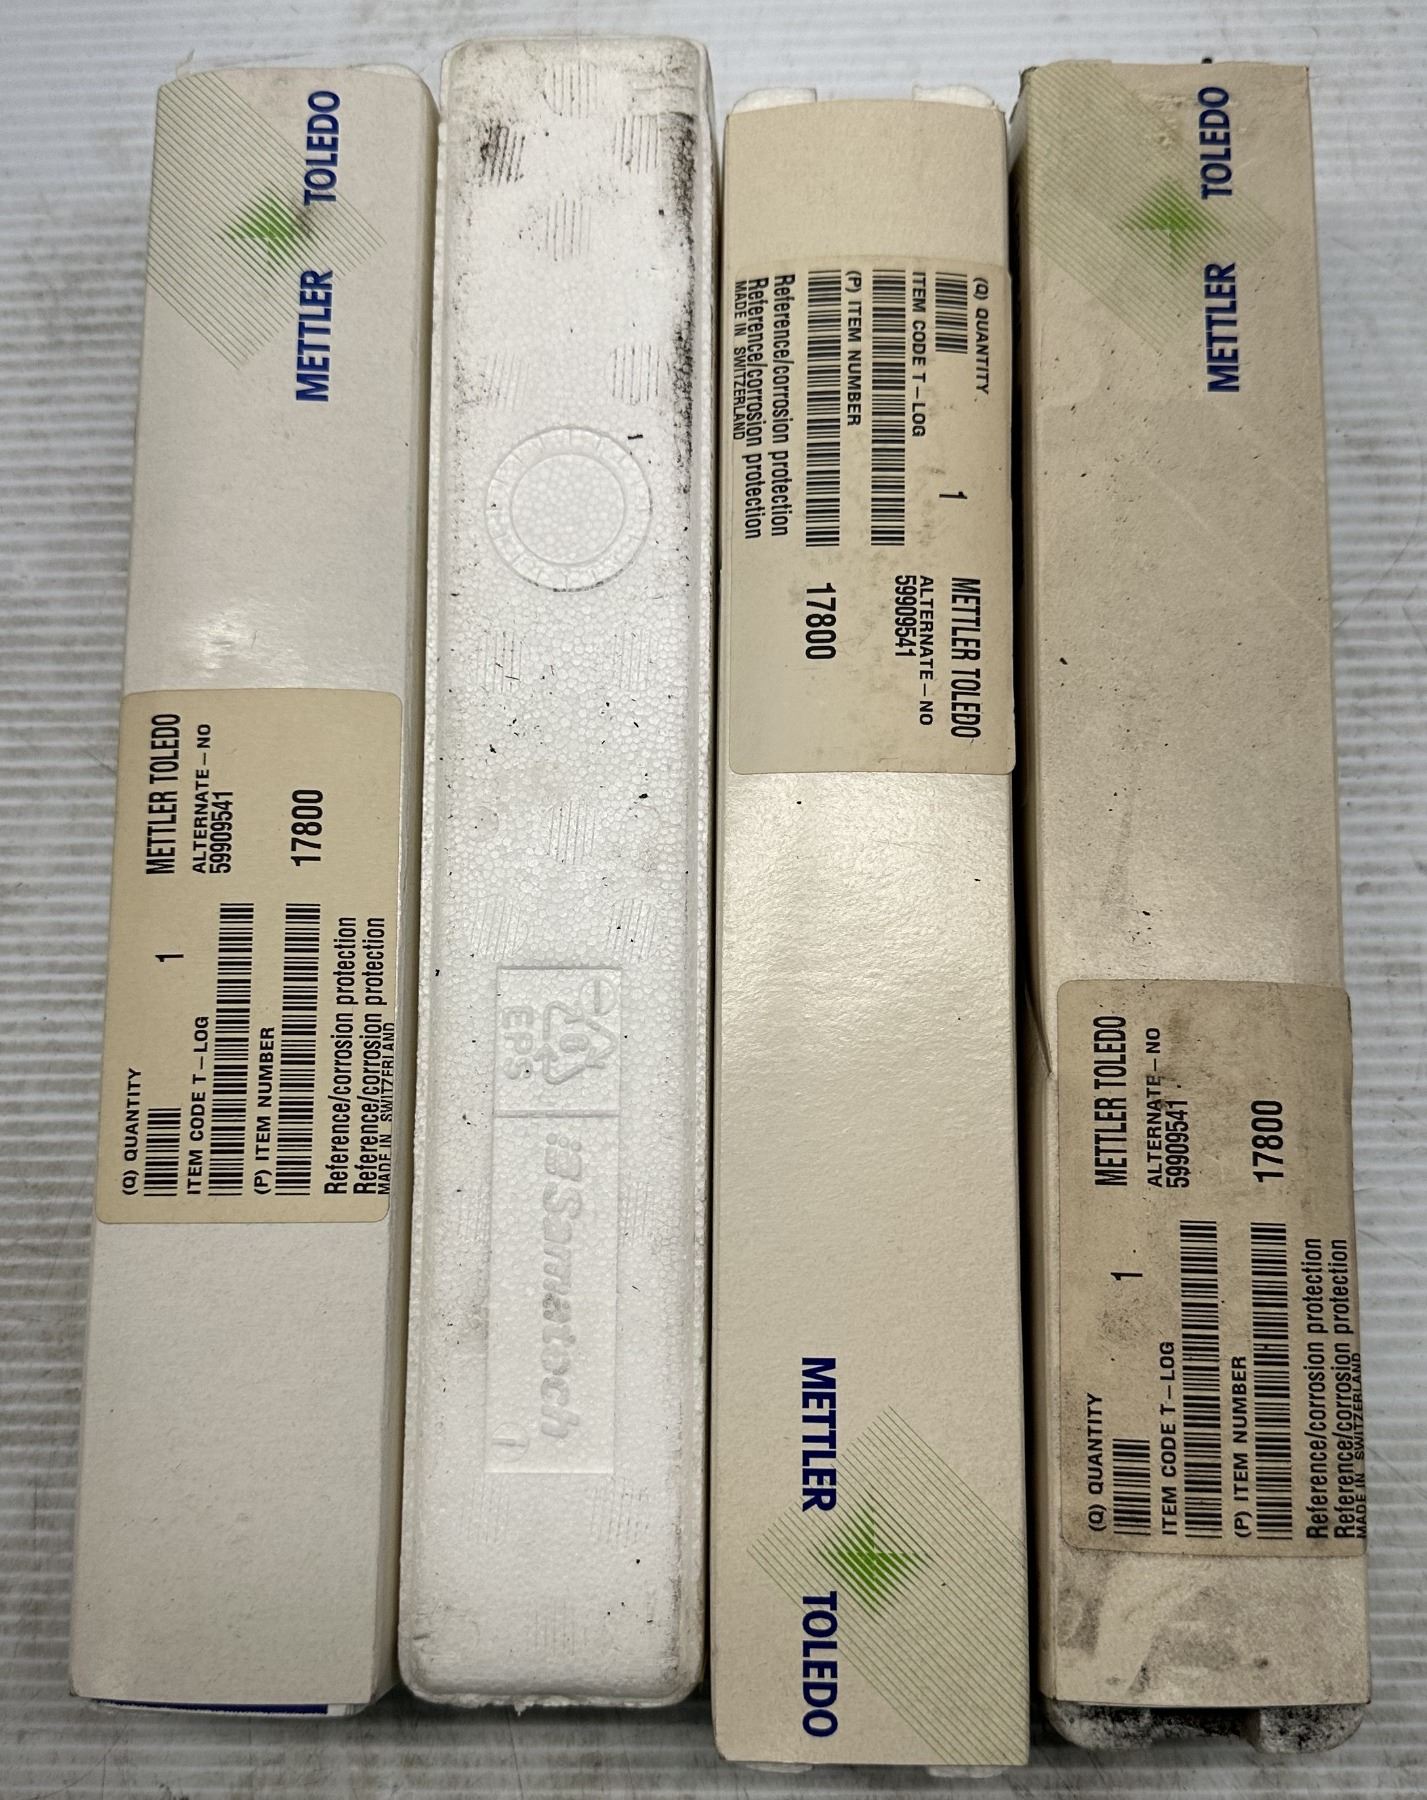 METTLER TOLEDO
METTLER TOLEDO
ALTERNATE-NO
59909541
17800
(Q) QUANTITY
1
ITEM CODE T-LOG
(P) ITEM NUMBER
Reference/corrosion protection
Reference/corrosion protection
MADE IN SWITZERLAND
EPS
Samatech
(Q) QUANTITY
1
METTLER TOLEDO
ITEM CODE T-LOG
ALTERNATE-NO
59909541
(P) ITEM NUMBER
17800
Reference/corrosion protection
Reference/corrosion protection
MADE IN SWITZERLAND
METTLER TOLEDO
METTLER TOLEDO
METTLER TOLEDO
ALTERNATE-NO
59909541
17800
(Q) QUANTITY
1
ITEM CODE T-LOG
(P) ITEM NUMBER
Reference/corrosion protection
Reference/corrosion protection
MADE IN SWITZERLAND